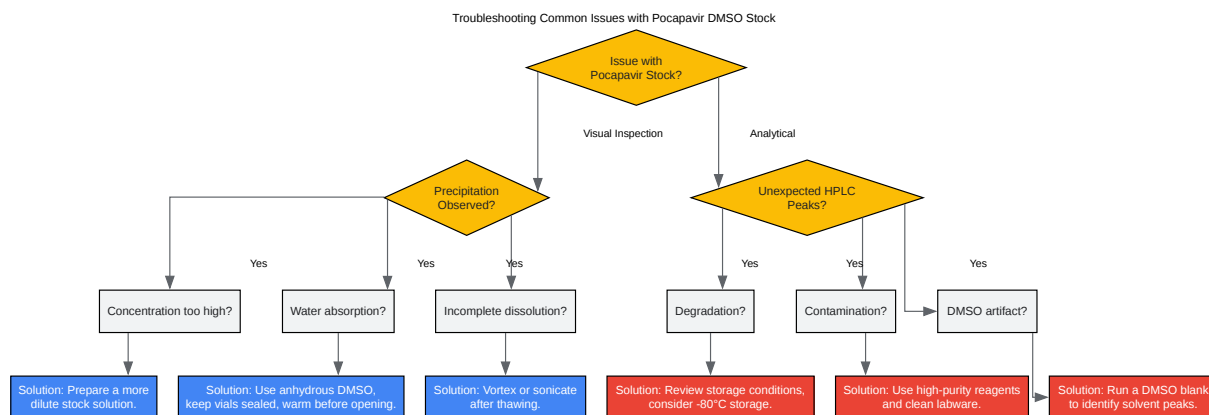 Troubleshooting Common Issues with Pocapavir DMSO Stock
Issue with
Pocapavir Stock?
Visual Inspection
Analytical
Precipitation
Observed?
Unexpected HPLC
Peaks?
Yes
Yes
Yes
Yes
Yes
Yes
Concentration too high?
Water absorption?
Incomplete dissolution?
Degradation?
Contamination?
DMSO artifact?
Solution: Prepare a more
dilute stock solution.
Solution: Use anhydrous DMSO,
keep vials sealed, warm before opening.
Solution: Vortex or sonicate
after thawing.
Solution: Review storage conditions,
consider -80°C storage.
Solution: Use high-purity reagents
and clean labware.
Solution: Run a DMSO blank
to identify solvent peaks.